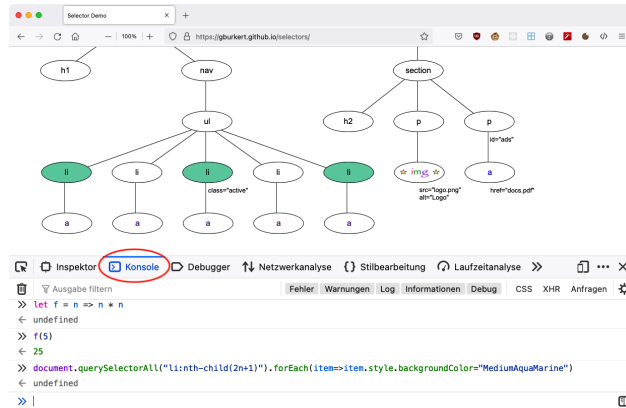 Selector Demo × +
100% + https://gburkert.github.io/selectors/
h1 nav section
ul h2 p p
id="ads"
li li li li li ☆ img ☆ a
class="active" src="logo.png" href="docs.pdf"
alt="Logo"
a a a a a
Inspektor Konsole Debugger Netzwerkanalyse {} Stilbearbeitung Laufzeitanalyse
Ausgabe filtern Fehler Warnungen Log Informationen Debug CSS XHR Anfragen
let f = n => n * n
undefined
f(5)
25
document.querySelectorAll("li:nth-child(2n+1)").forEach(item=>item.style.backgroundColor="MediumAquaMarine")
undefined